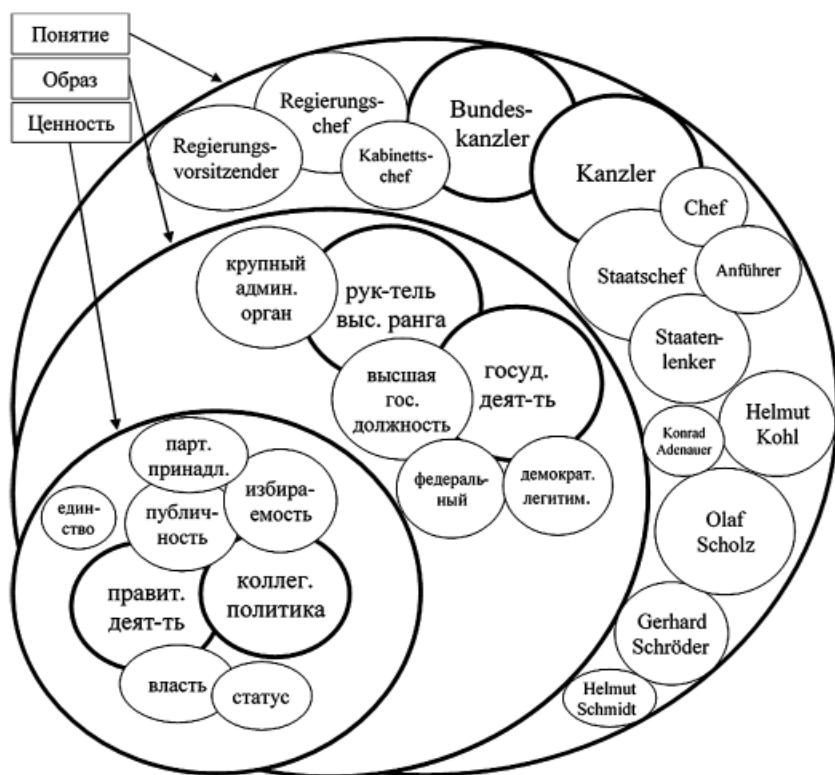 Понятие
Образ
Ценность
Regierungs-
chef
Bundes-
kanzler
Regierungs-
vorsitzender
Kabinetts-
chef
Kanzler
Chef
Staatschef
Anführer
Staaten-
lenker
Konrad
Adenauer
Helmut
Kohl
Olaf
Scholz
Gerhard
Schröder
Helmut
Schmidt
крупный
админ.
орган
рук-тель
выс. ранга
высшая
гос.
должность
госуд.
деят-ть
федераль-
ный
демократ.
легитим.
парт.
принадл.
един-
ство
публич-
ность
избира-
емость
правит.
деят-ть
коллег.
политика
власть
статус